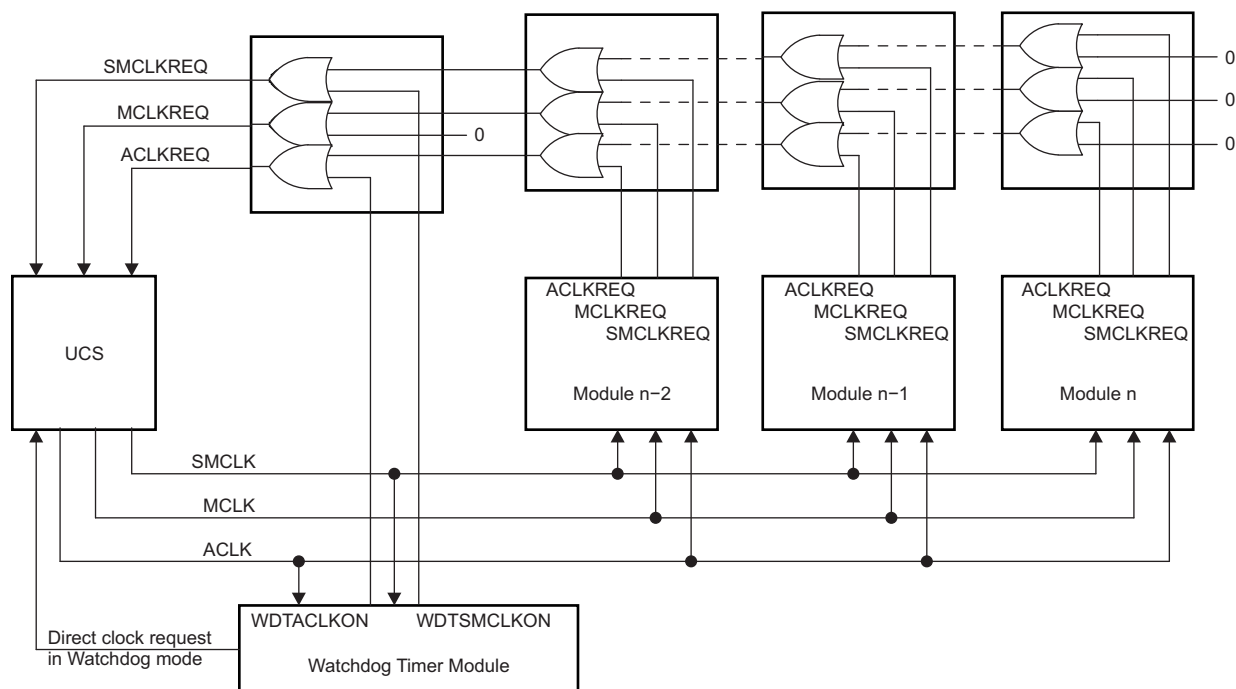 SMCLKREQ
0
MCLKREQ
0
0
ACLKREQ
0
UCS
ACLKREQ
MCLKREQ
SMCLKREQ
Module n−2
ACLKREQ
MCLKREQ
SMCLKREQ
Module n−1
ACLKREQ
MCLKREQ
SMCLKREQ
Module n
SMCLK
MCLK
ACLK
WDTACLKON
WDTSMCLKON
Direct clock request
in Watchdog mode
Watchdog Timer Module